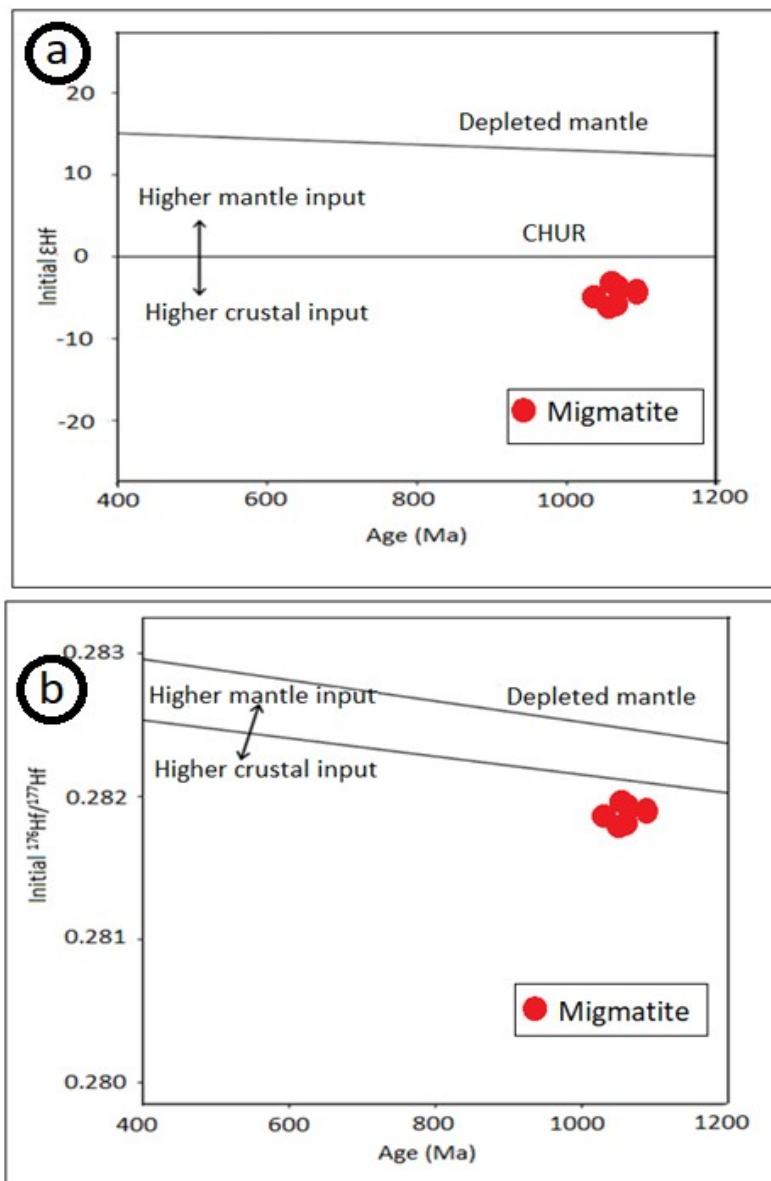 a
20
Depleted mantle
10
Higher mantle input
CHUR
0
Higher crustal input
-10
-20
Migmatite
Initial ƐHf
400 600 800 1000 1200
Age (Ma)
b
0.283
Higher mantle input
Depleted mantle
Higher crustal input
0.282
0.281
Migmatite
0.280
Initial ¹⁷⁶Hf/¹⁷⁷Hf
400 600 800 1000 1200
Age (Ma)